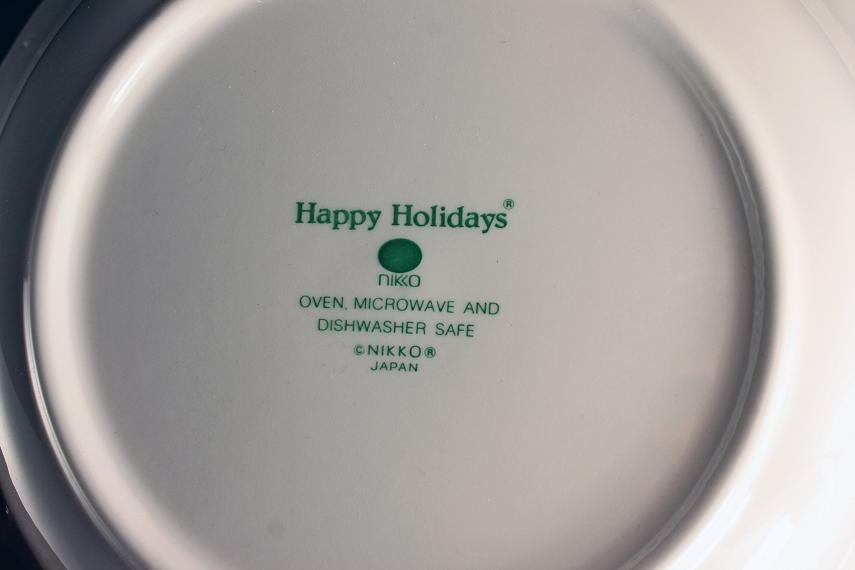 Happy Holidays®
nikko
OVEN, MICROWAVE AND
DISHWASHER SAFE
©NIKKO®
JAPAN